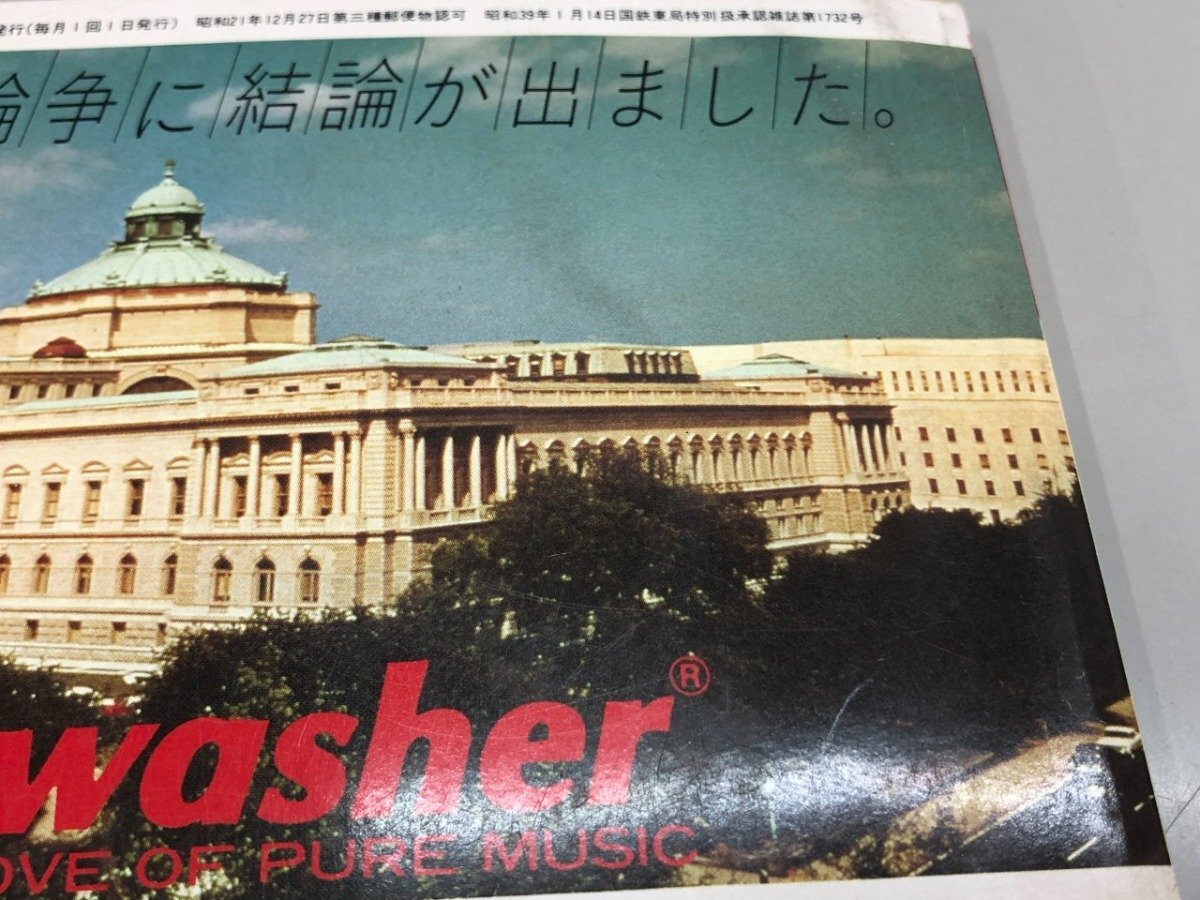 発行(毎月1回1日発行) 昭和21年12月27日第三種郵便物認可 昭和39年1月14日国鉄東局特別扱承認雑誌第1732号
論争に結論が出ました。
washer®
OVE OF PURE MUSIC